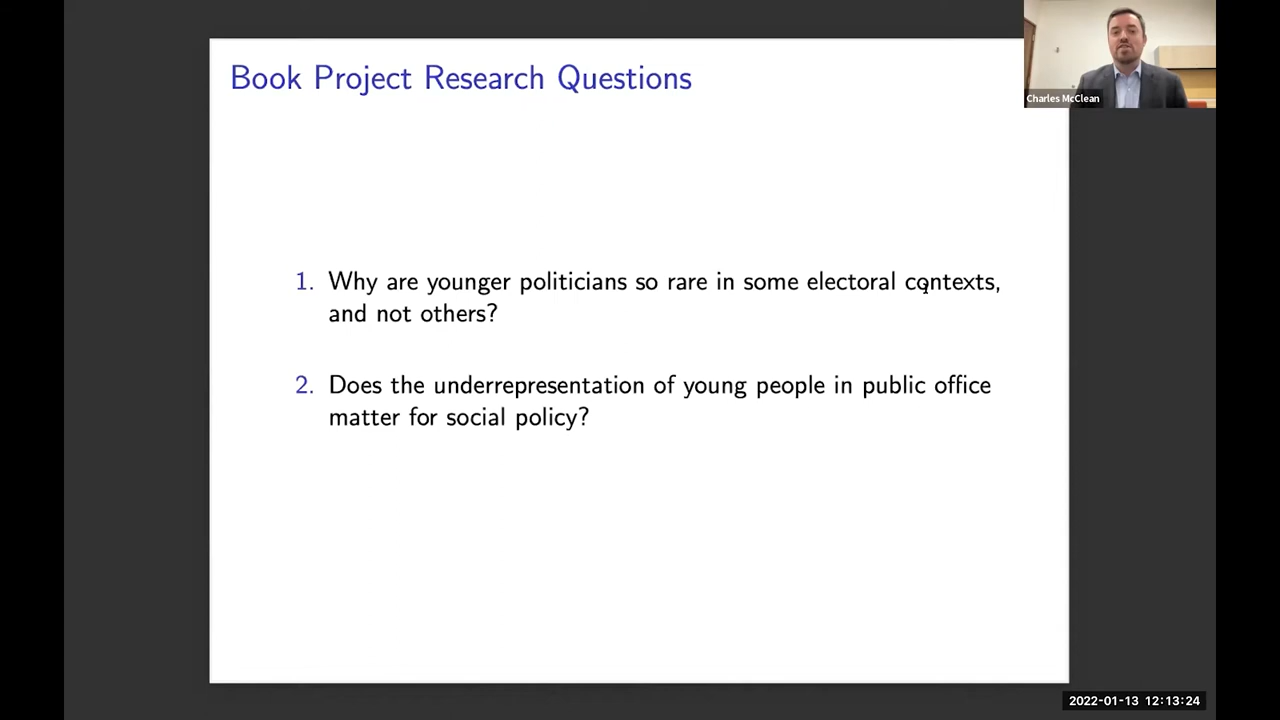 Book Project Research Questions
Charles McClean
1. Why are younger politicians so rare in some electoral contexts,
and not others?
2. Does the underrepresentation of young people in public office
matter for social policy?
2022-01-13 12:13:24